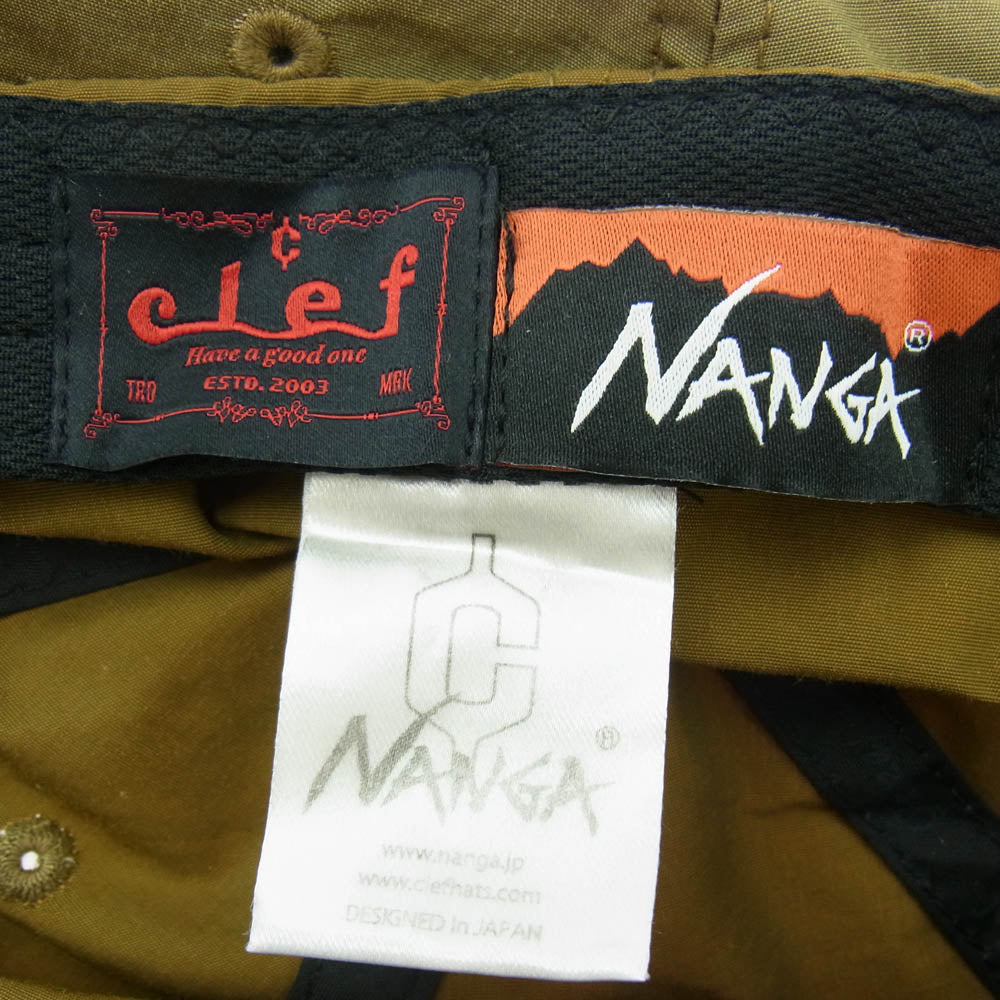 clef
Have a good one
TRD ESTD. 2003 MRK
NANGA®
C
NANGA®
www.nanga.jp
www.clefhats.com
DESIGNED in JAPAN